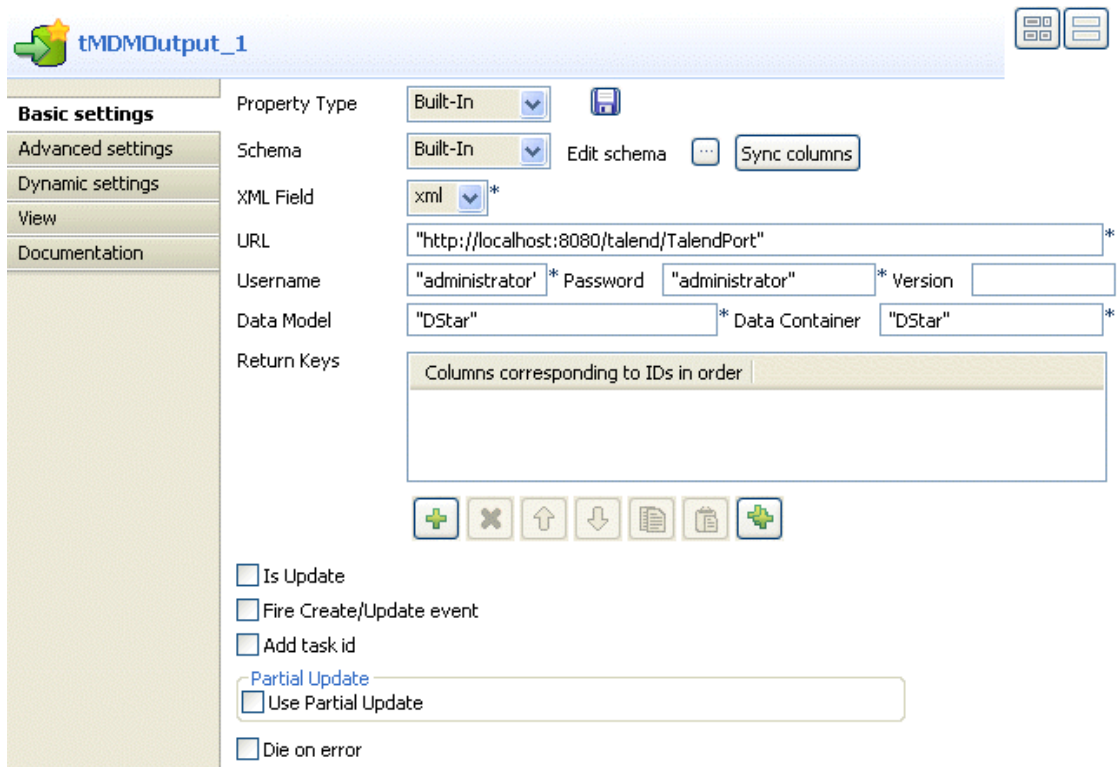 tMDMOutput_1
Basic settings
Advanced settings
Dynamic settings
View
Documentation
Property Type Built-In
Schema Built-In Edit schema ... Sync columns
XML Field xml *
URL "http://localhost:8080/talend/TalendPort" *
Username "administrator' * Password "administrator" * Version
Data Model "DStar" * Data Container "DStar" *
Return Keys
Columns corresponding to IDs in order
Is Update
Fire Create/Update event
Add task id
Partial Update
Use Partial Update
Die on error